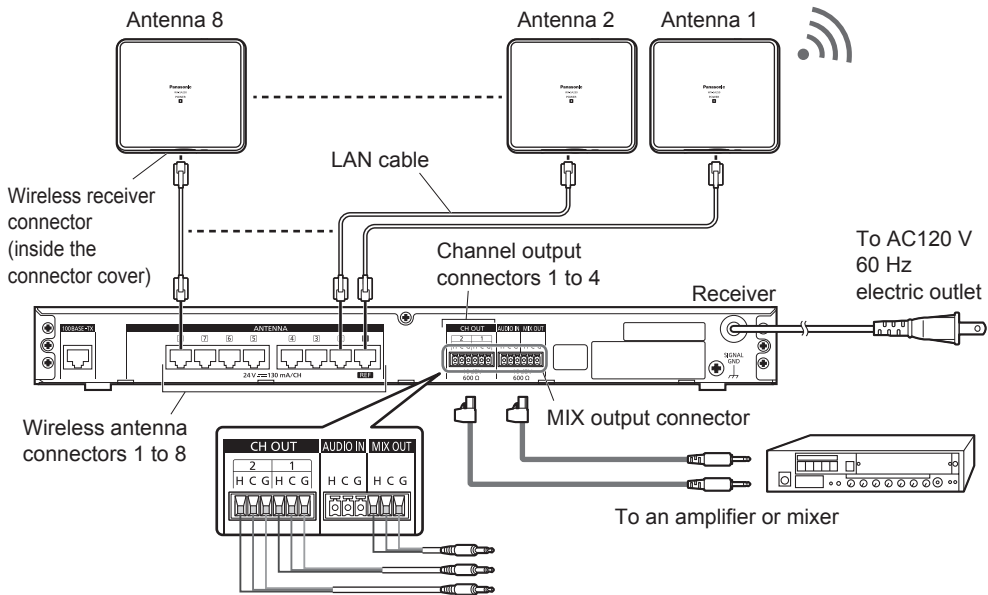 Antenna 8
Antenna 2
Antenna 1
Panasonic
Panasonic
Panasonic
LAN cable
Wireless receiver
connector
(inside the
connector cover)
Channel output
connectors 1 to 4
To AC120 V
60 Hz
electric outlet
Receiver
100BASE-TX
ANTENNA
7 6 5 4 3
24 V 130 mA/CH
CH OUT AUDIO IN MIX OUT
2 1
H C G H C G H C G H C G
600 Ω 600 Ω
SIGNAL
GND
Wireless antenna
connectors 1 to 8
MIX output connector
CH OUT AUDIO IN MIX OUT
2 1
H C G H C G H C G H C G
To an amplifier or mixer